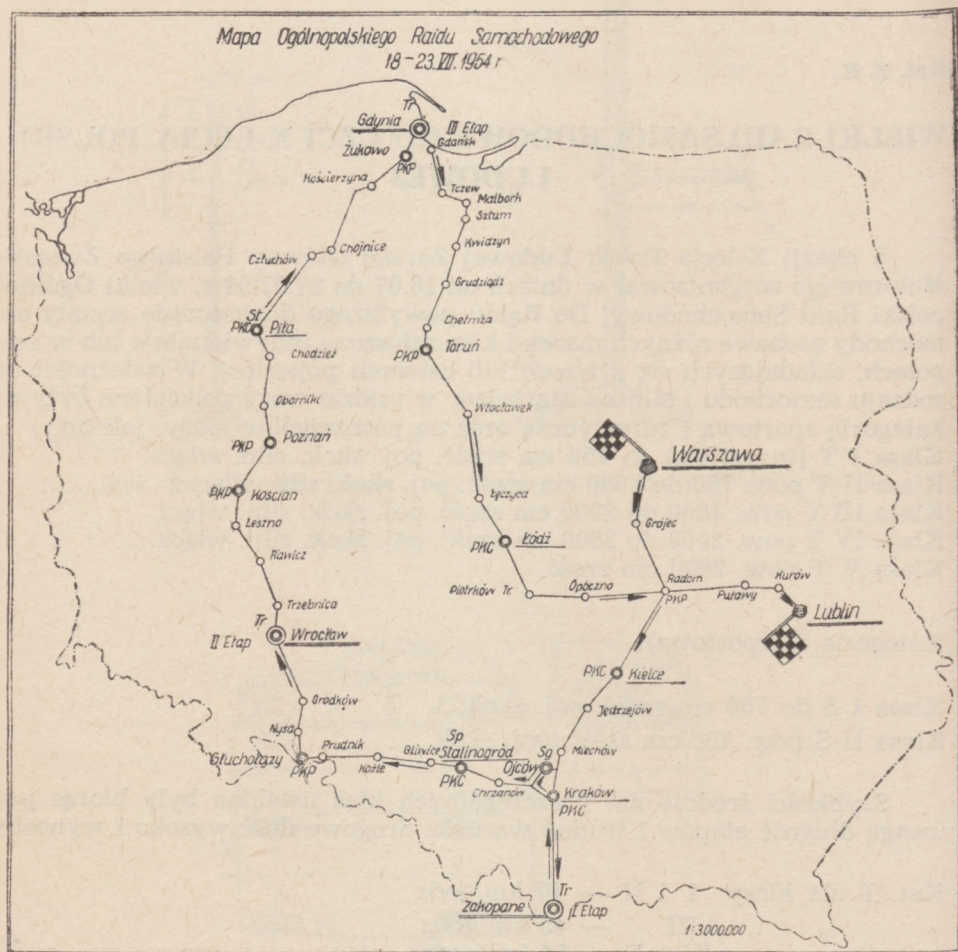 Mapa Ogólnopolskiego Raidu Samochodowego
18 – 23.VII.1954 r
Tr
Gdynia
III Etap
Żukowo
PKP
Gdańsk
Kościerzyna
Tczew
Malbork
Sztum
Kwidzyn
Chojnice
Człuchów
Grudziądz
St
PKC
Piła
Chełmża
PKP
Toruń
Chodzież
Oborniki
Włocławek
PKP
Poznań
Warszawa
PKP
Kościan
Łęczyca
Leszno
Grójec
PKC
Łódź
Rawicz
Piotrków Tr.
Opoczno
Radom
PKP
Puławy
Kurów
Lublin
Trzebnica
Tr
II Etap
Wrocław
PKC
Kielce
Grodków
Jędrzejów
Nysa
Głuchołazy
PKP
Prudnik
Koźle
Gliwice
Sp
Stalinogród
PKC
Sg
Ojców
Miechów
Chrzanów
Kraków
PKC
Tr
Zakopane
I Etap
1:3.000.000